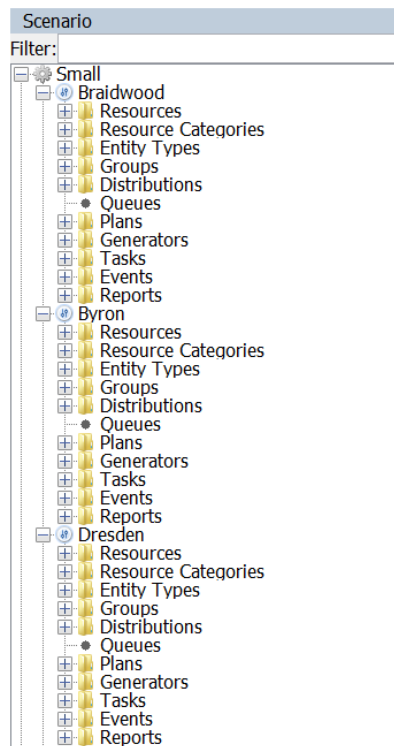 Scenario
Filter:
Small
Braidwood
Resources
Resource Categories
Entity Types
Groups
Distributions
Queues
Plans
Generators
Tasks
Events
Reports
Byron
Resources
Resource Categories
Entity Types
Groups
Distributions
Queues
Plans
Generators
Tasks
Events
Reports
Dresden
Resources
Resource Categories
Entity Types
Groups
Distributions
Queues
Plans
Generators
Tasks
Events
Reports